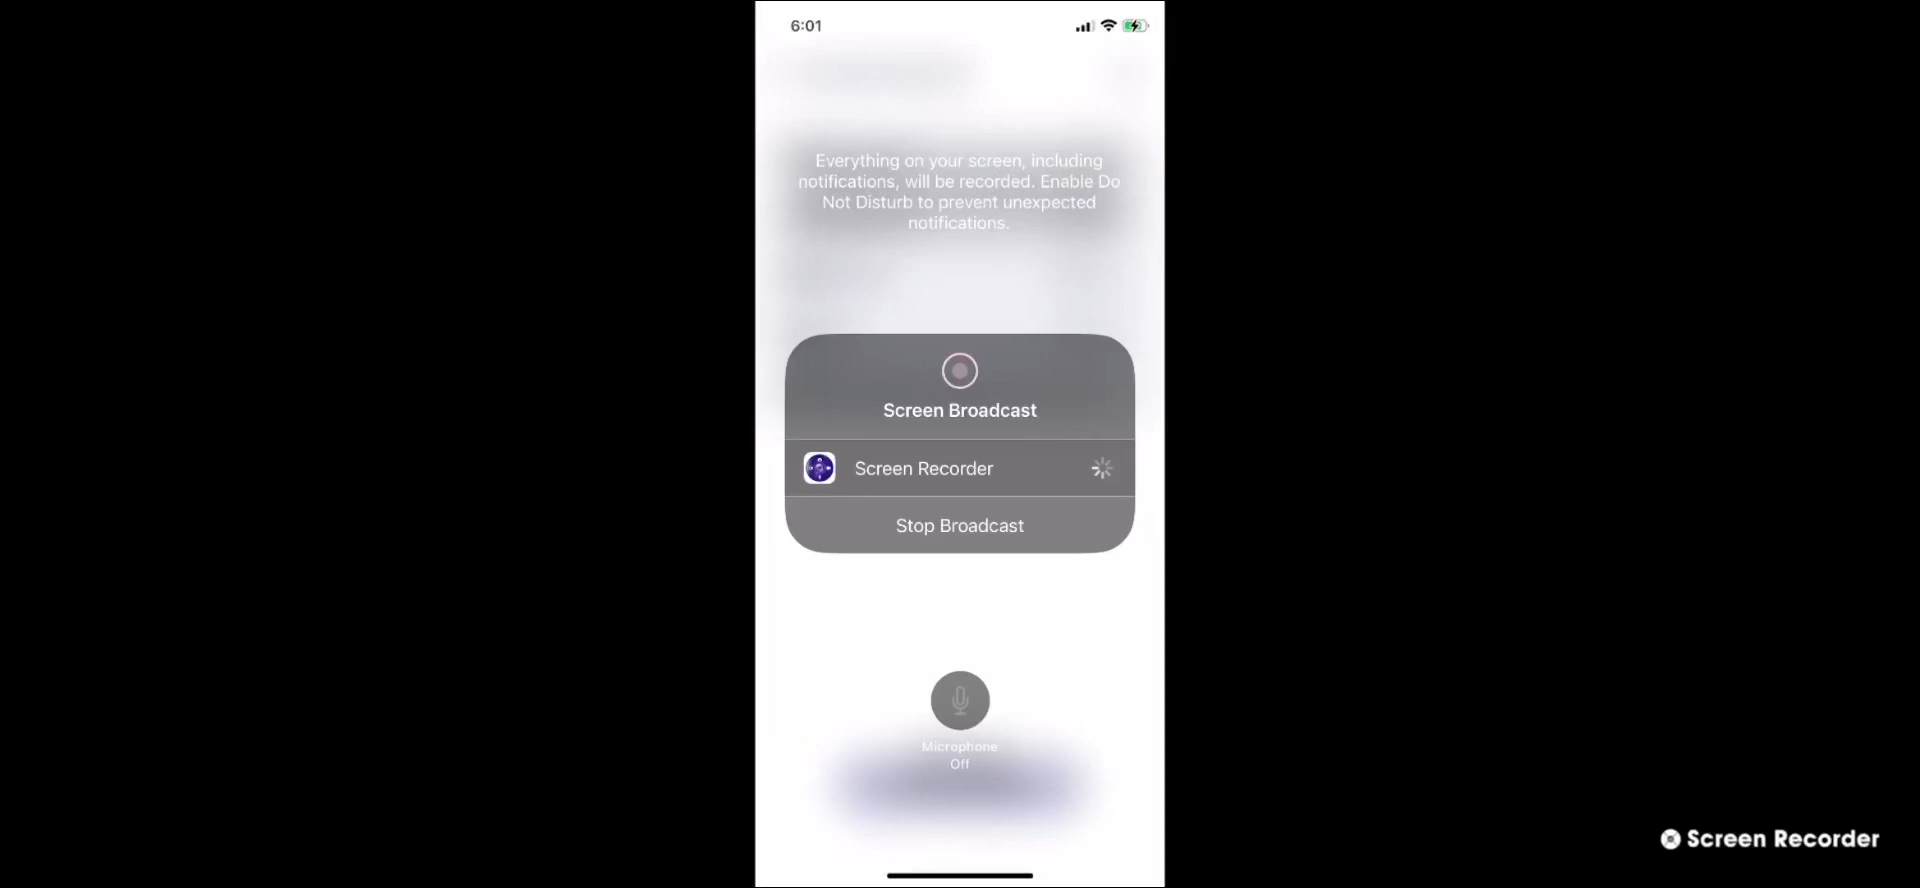 6:01
Everything on your screen, including
notifications, will be recorded. Enable Do
Not Disturb to prevent unexpected
notifications.
Screen Broadcast
Screen Recorder
Stop Broadcast
Microphone
Off
Screen Recorder